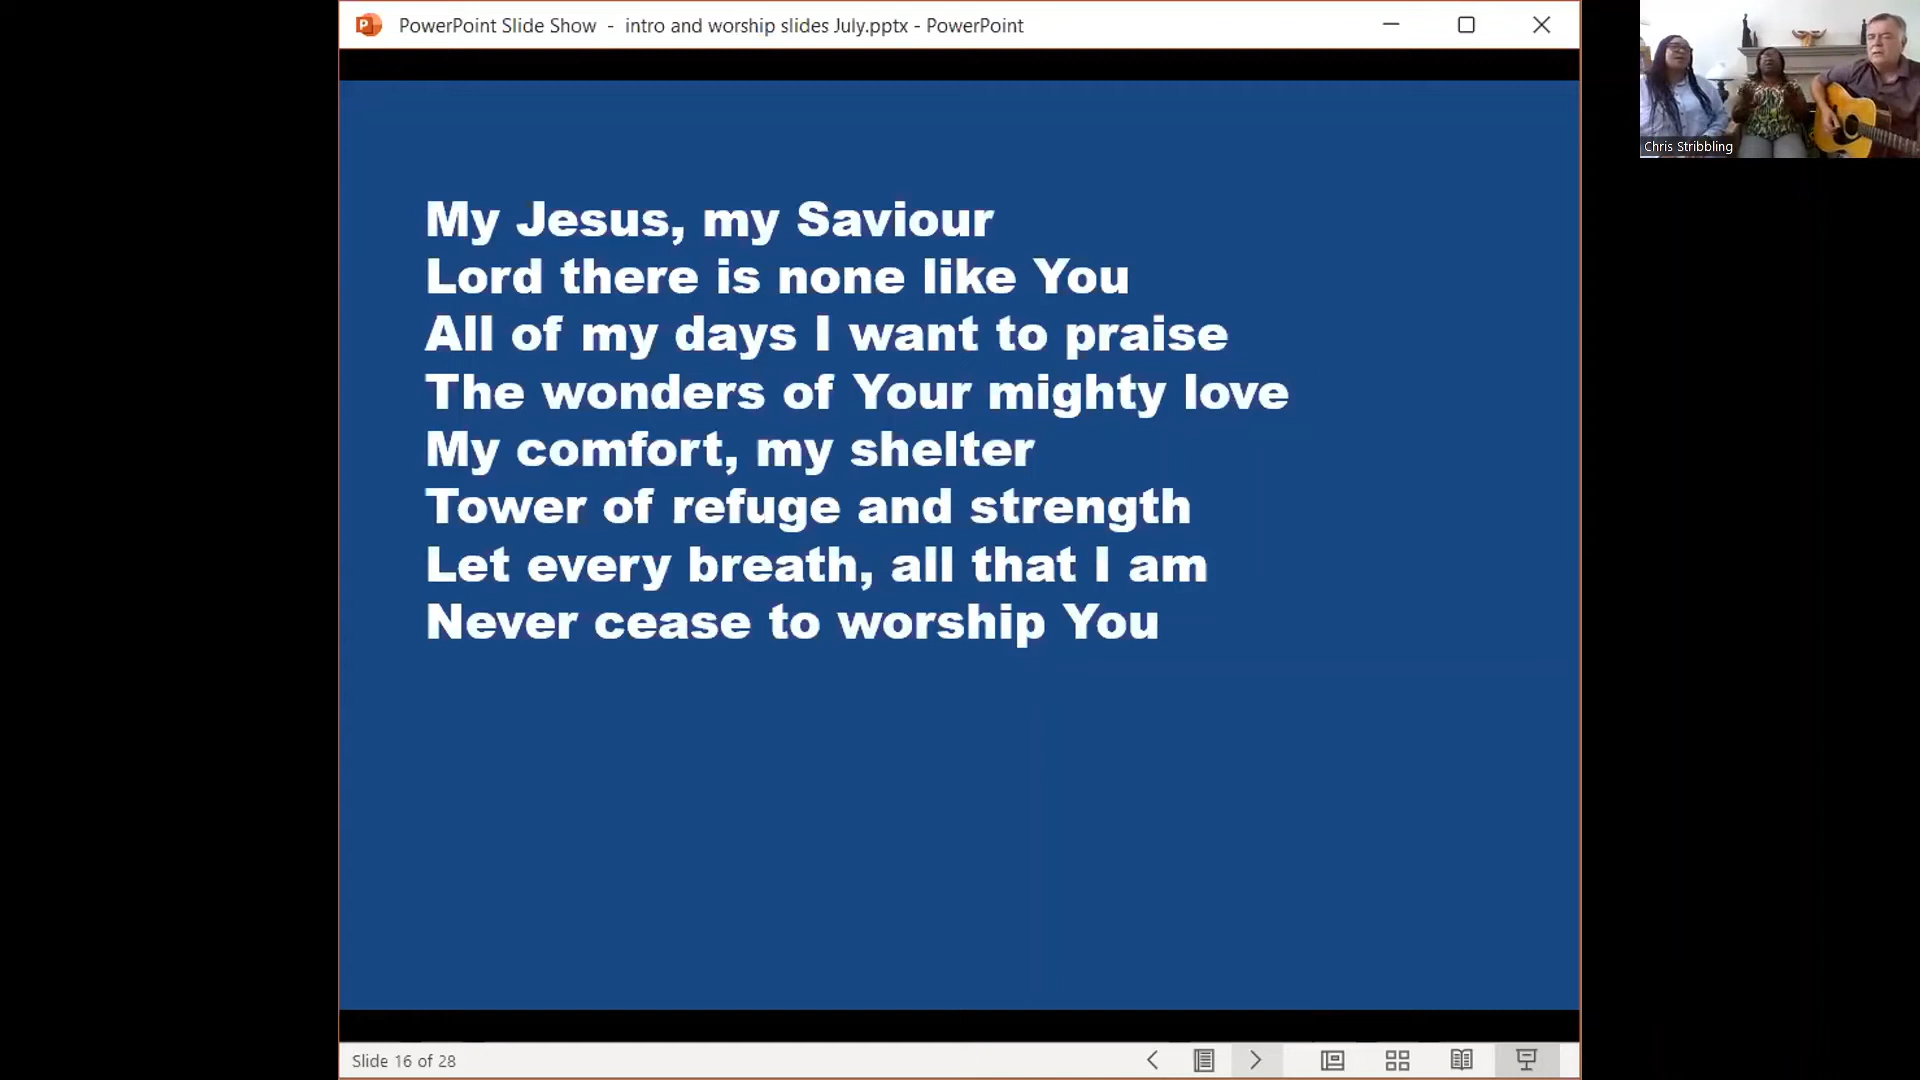 PowerPoint Slide Show - intro and worship slides July.pptx - PowerPoint
Chris Stribbling
My Jesus, my Saviour
Lord there is none like You
All of my days I want to praise
The wonders of Your mighty love
My comfort, my shelter
Tower of refuge and strength
Let every breath, all that I am
Never cease to worship You
Slide 16 of 28